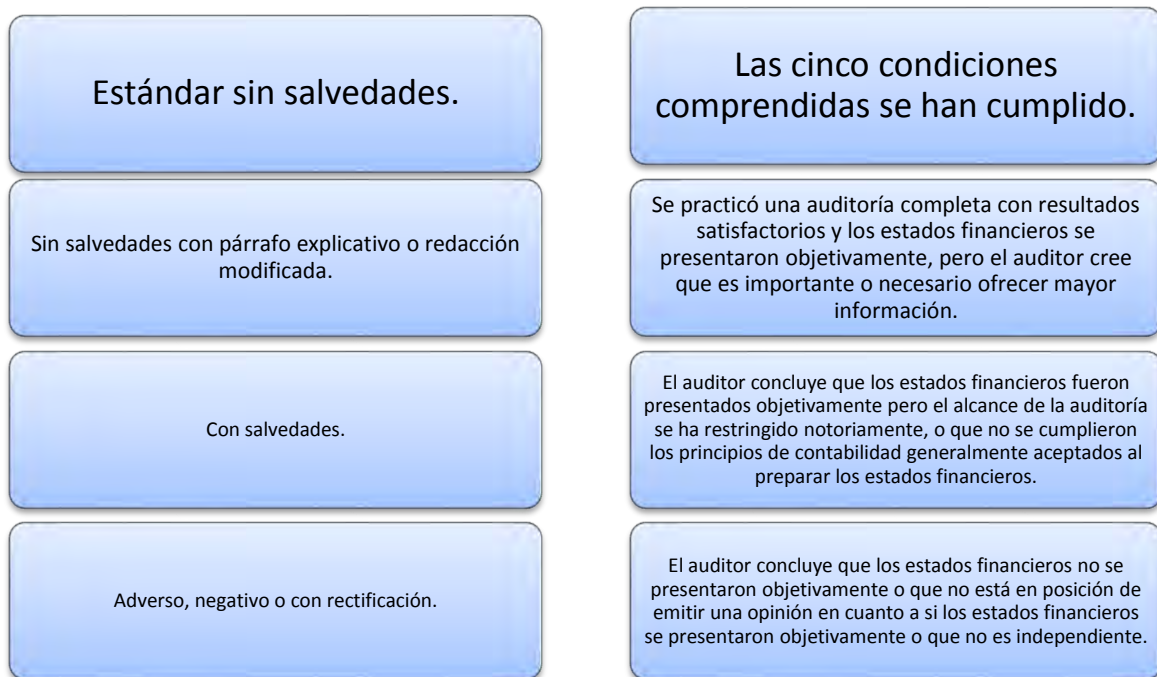 Estándar sin salvedades.
Las cinco condiciones
comprendidas se han cumplido.
Sin salvedades con párrafo explicativo o redacción
modificada.
Se practicó una auditoría completa con resultados
satisfactorios y los estados financieros se
presentaron objetivamente, pero el auditor cree
que es importante o necesario ofrecer mayor
información.
Con salvedades.
El auditor concluye que los estados financieros fueron
presentados objetivamente pero el alcance de la auditoría
se ha restringido notoriamente, o que no se cumplieron
los principios de contabilidad generalmente aceptados al
preparar los estados financieros.
Adverso, negativo o con rectificación.
El auditor concluye que los estados financieros no se
presentaron objetivamente o que no está en posición de
emitir una opinión en cuanto a si los estados financieros
se presentaron objetivamente o que no es independiente.